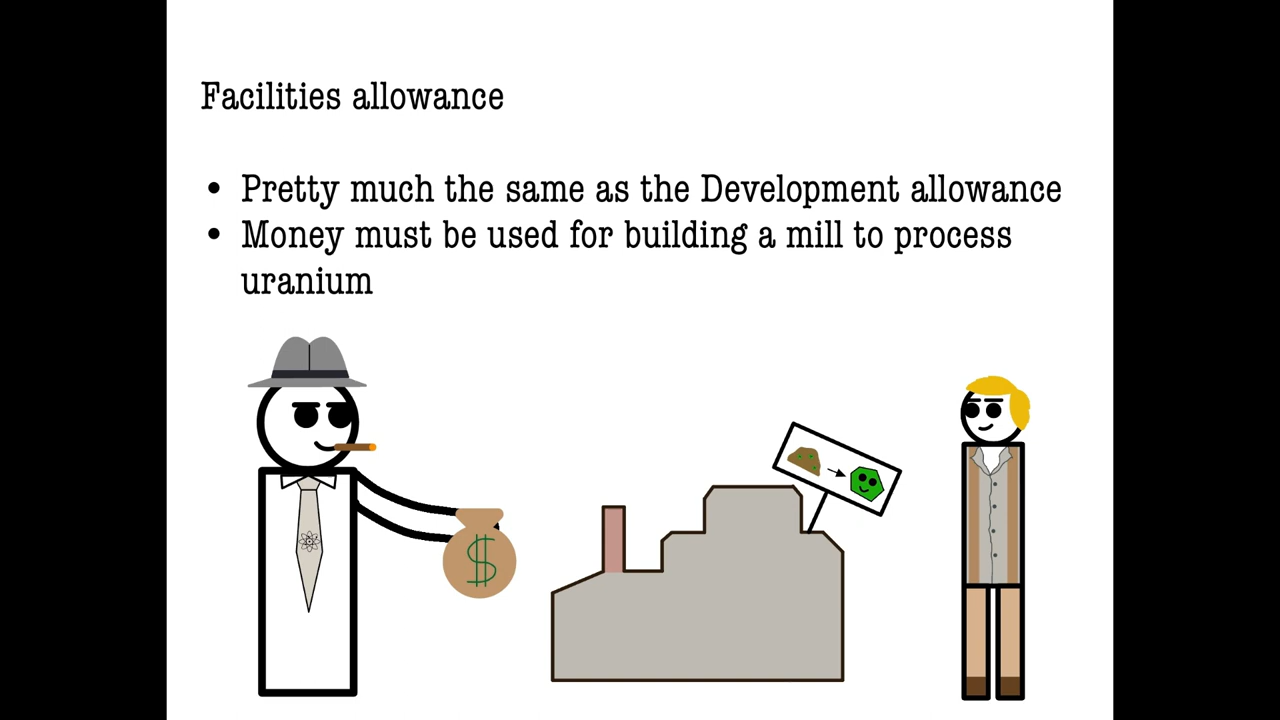 Facilities allowance
• Pretty much the same as the Development allowance
• Money must be used for building a mill to process
uranium
$